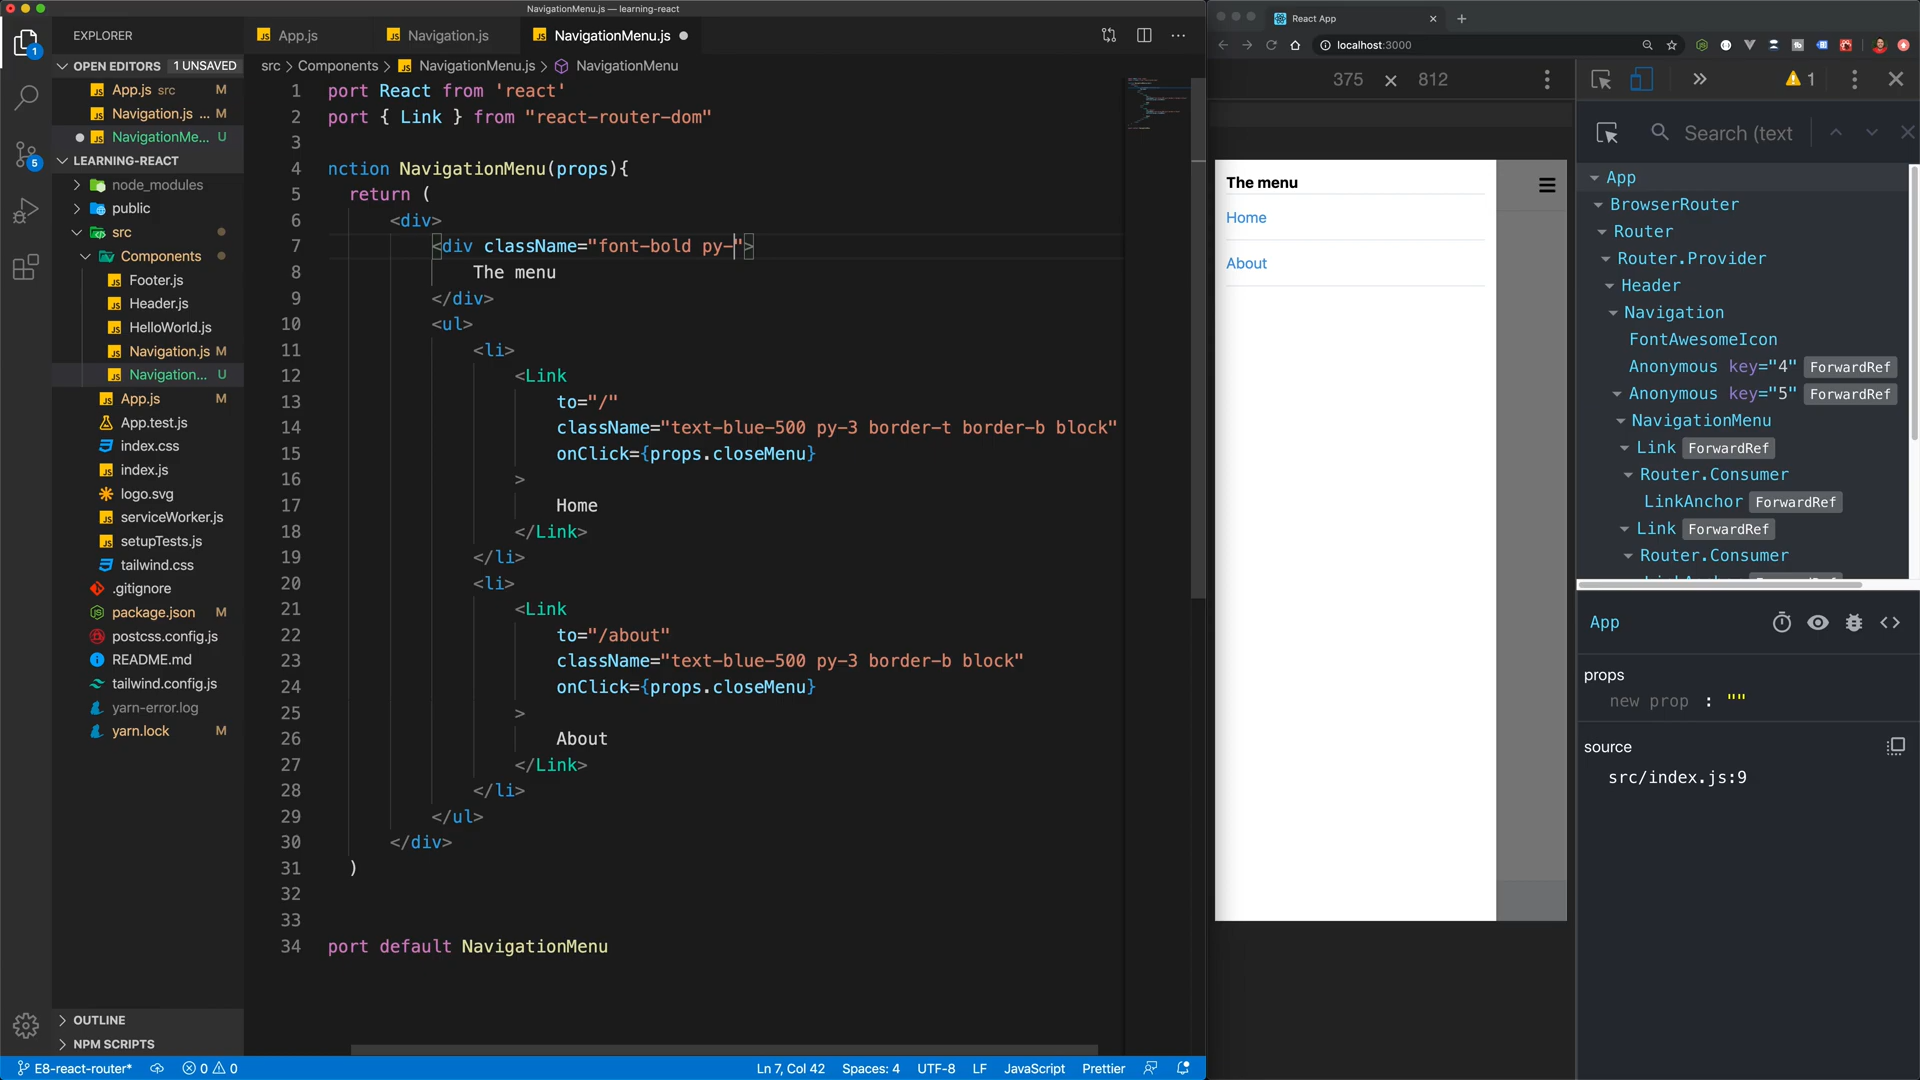 NavigationMenu.js — learning-react
EXPLORER
OPEN EDITORS 1 UNSAVED
App.js src M
Navigation.js ... M
NavigationMe... U
LEARNING-REACT
node_modules
public
src
Components
Footer.js
Header.js
HelloWorld.js
Navigation.js M
Navigation... U
App.js M
App.test.js
index.css
index.js
logo.svg
serviceWorker.js
setupTests.js
tailwind.css
.gitignore
package.json M
postcss.config.js
README.md
tailwind.config.js
yarn-error.log
yarn.lock M
OUTLINE
NPM SCRIPTS
1
5
App.js
Navigation.js
NavigationMenu.js
src > Components > NavigationMenu.js > NavigationMenu
1 port React from 'react'
2 port { Link } from "react-router-dom"
3
4 nction NavigationMenu(props){
5 return (
6 <div>
7 <div className="font-bold py-">
8 The menu
9 </div>
10 <ul>
11 <li>
12 <Link
13 to="/"
14 className="text-blue-500 py-3 border-t border-b block"
15 onClick={props.closeMenu}
16 >
17 Home
18 </Link>
19 </li>
20 <li>
21 <Link
22 to="/about"
23 className="text-blue-500 py-3 border-b block"
24 onClick={props.closeMenu}
25 >
26 About
27 </Link>
28 </li>
29 </ul>
30 </div>
31 )
32
33
34 port default NavigationMenu
E8-react-router* 0 0
Ln 7, Col 42 Spaces: 4 UTF-8 LF JavaScript Prettier
React App
localhost:3000
375 × 812
The menu
Home
About
1
Search (text
App
BrowserRouter
Router
Router.Provider
Header
Navigation
FontAwesomeIcon
Anonymous key="4" ForwardRef
Anonymous key="5" ForwardRef
NavigationMenu
Link ForwardRef
Router.Consumer
LinkAnchor ForwardRef
Link ForwardRef
Router.Consumer
App
props
new prop : ""
source
src/index.js:9